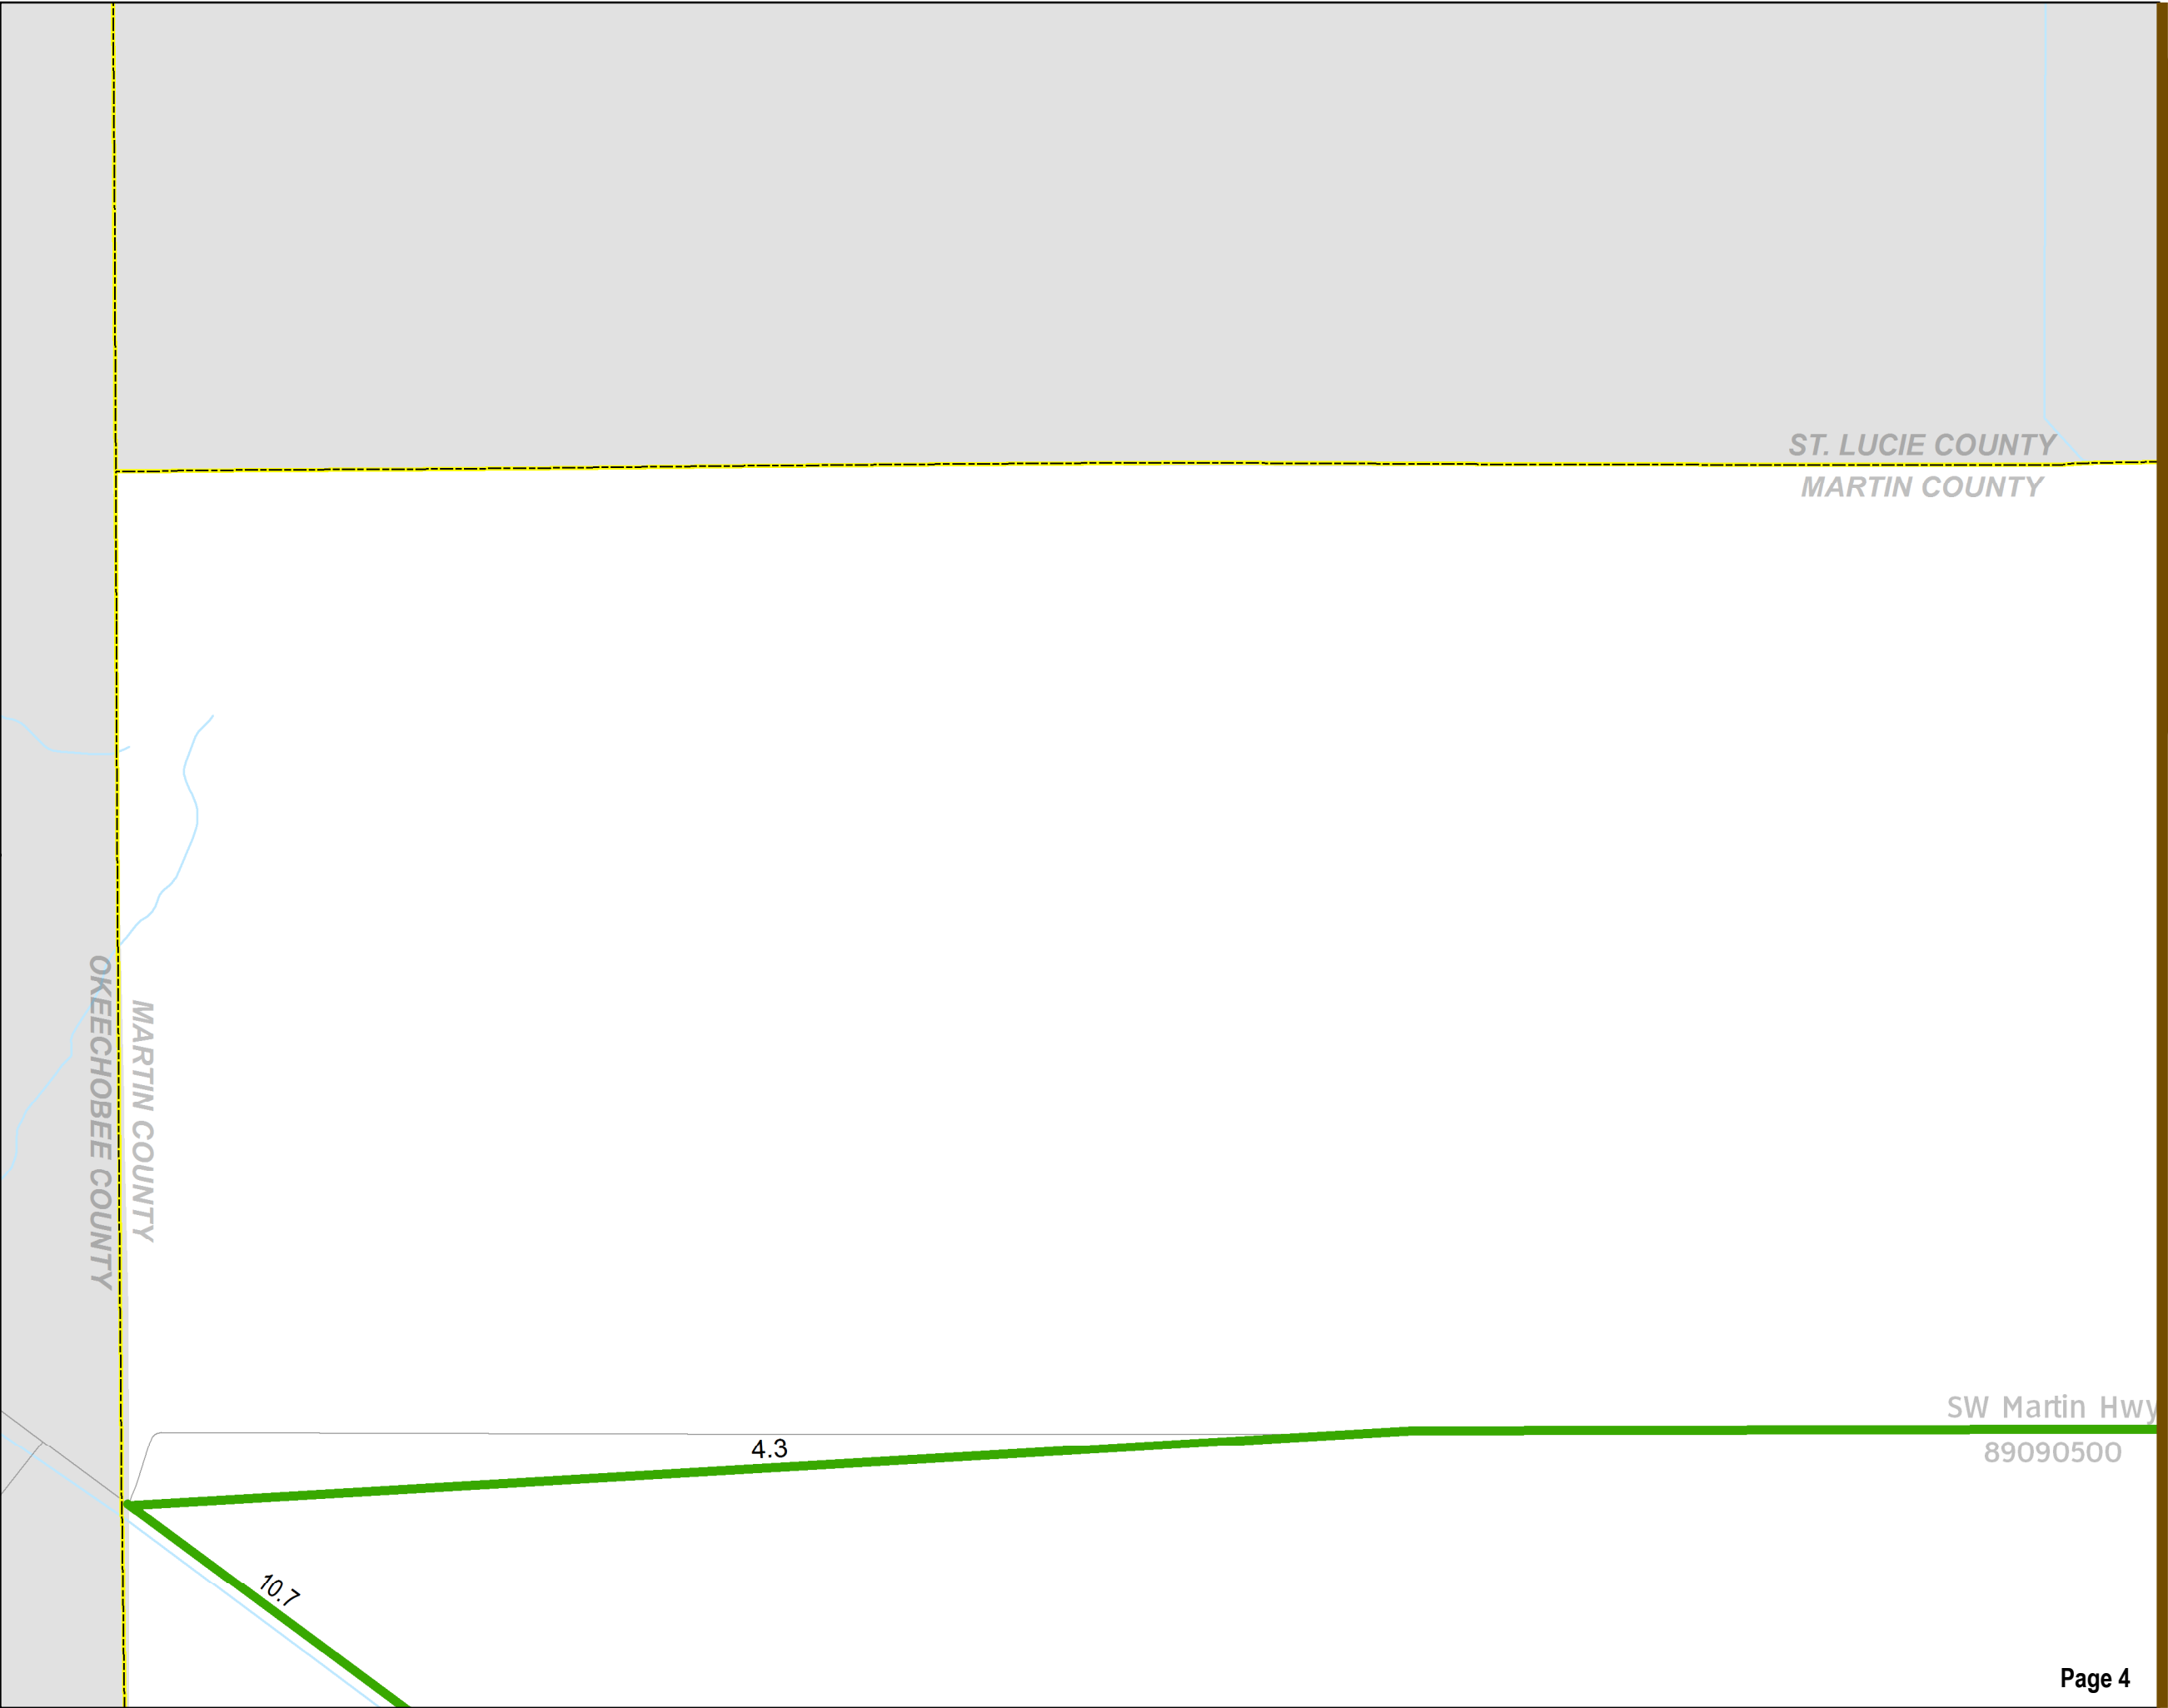 ST. LUCIE COUNTY
MARTIN COUNTY
OKEECHOBEE COUNTY
MARTIN COUNTY
SW Martin Hwy
4.3
89090500
10.7
Page 4